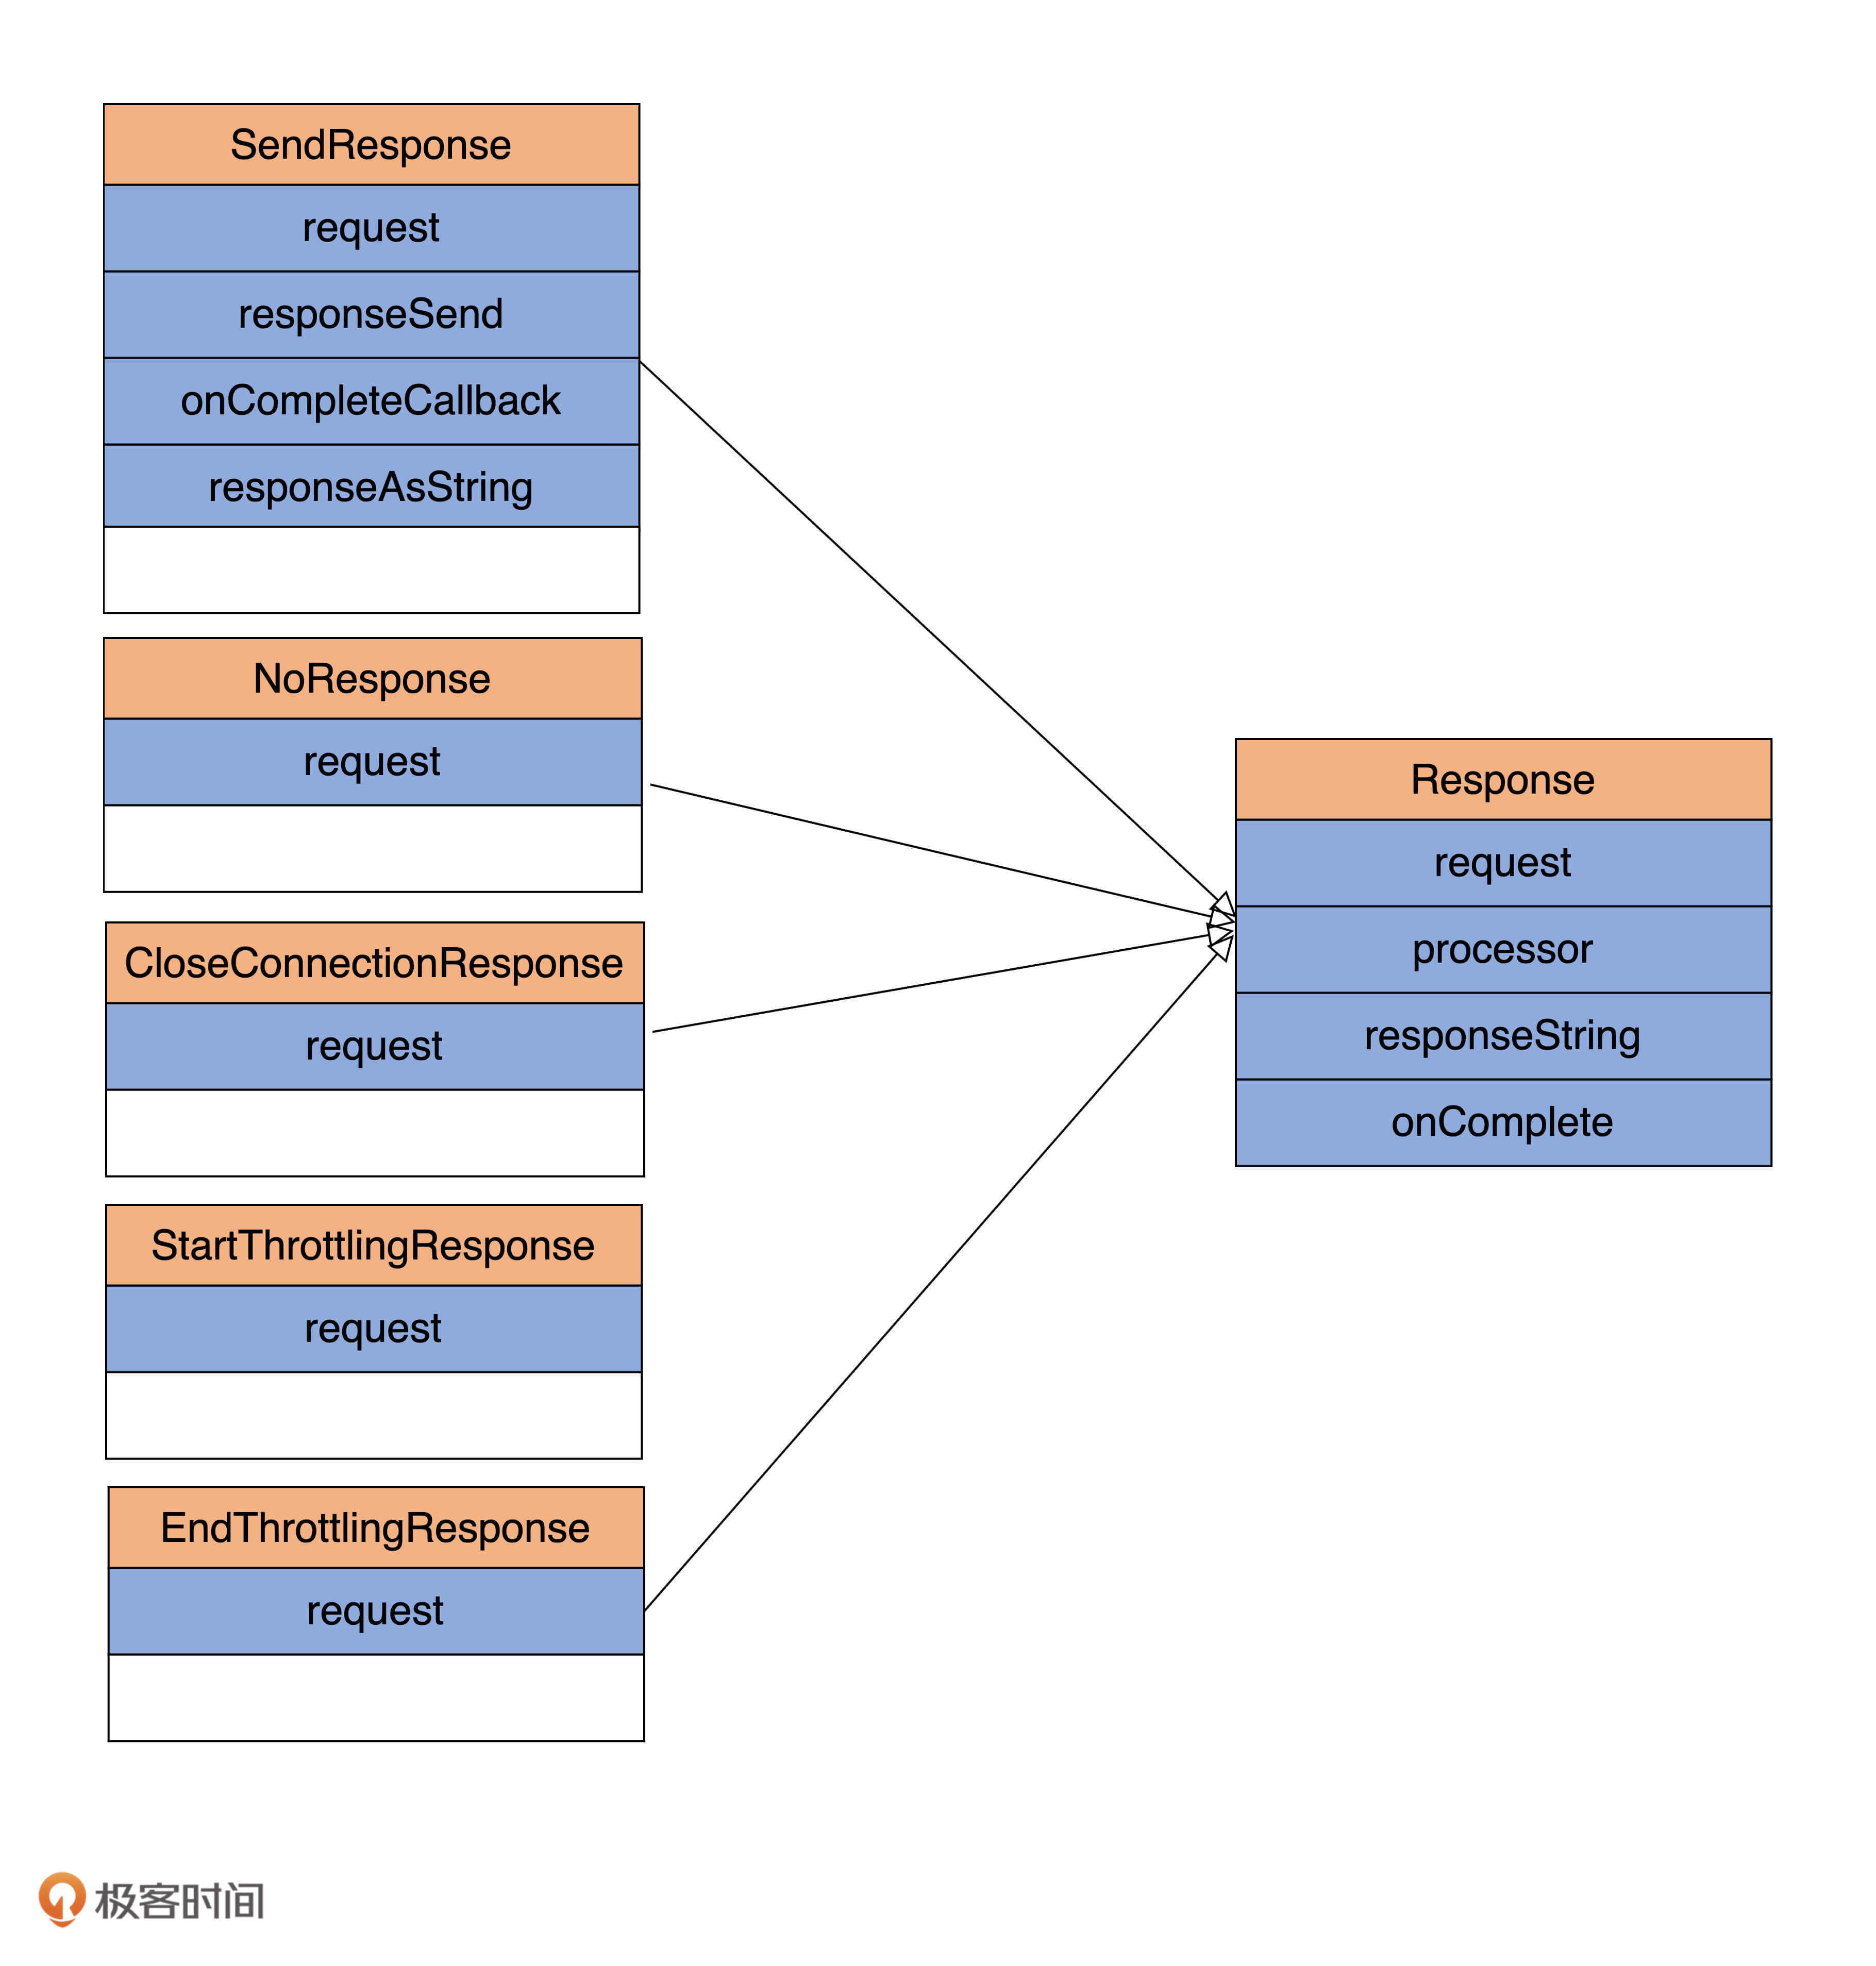 SendResponse
request
responseSend
onCompleteCallback
responseAsString
NoResponse
request
CloseConnectionResponse
request
StartThrottlingResponse
request
EndThrottlingResponse
request
Response
request
processor
responseString
onComplete
极客时间